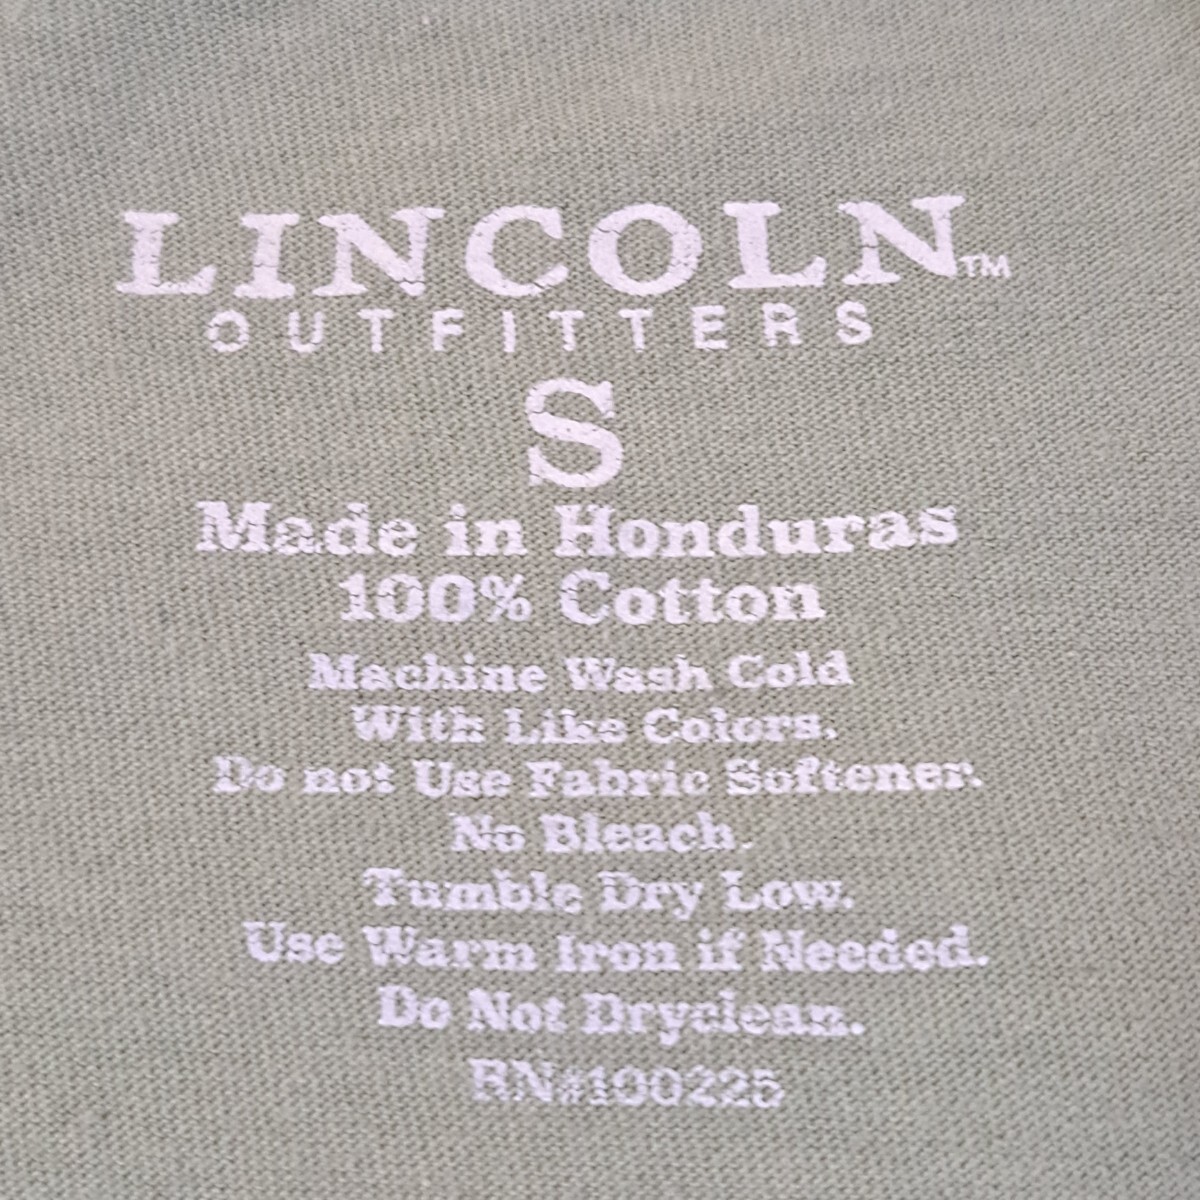 LINCOLN™
OUTFITTERS
S
Made in Honduras
100% Cotton
Machine Wash Cold
With Like Colors.
Do not Use Fabric Softener.
No Bleach.
Tumble Dry Low.
Use Warm Iron if Needed.
Do Not Dryclean.
RN#100225